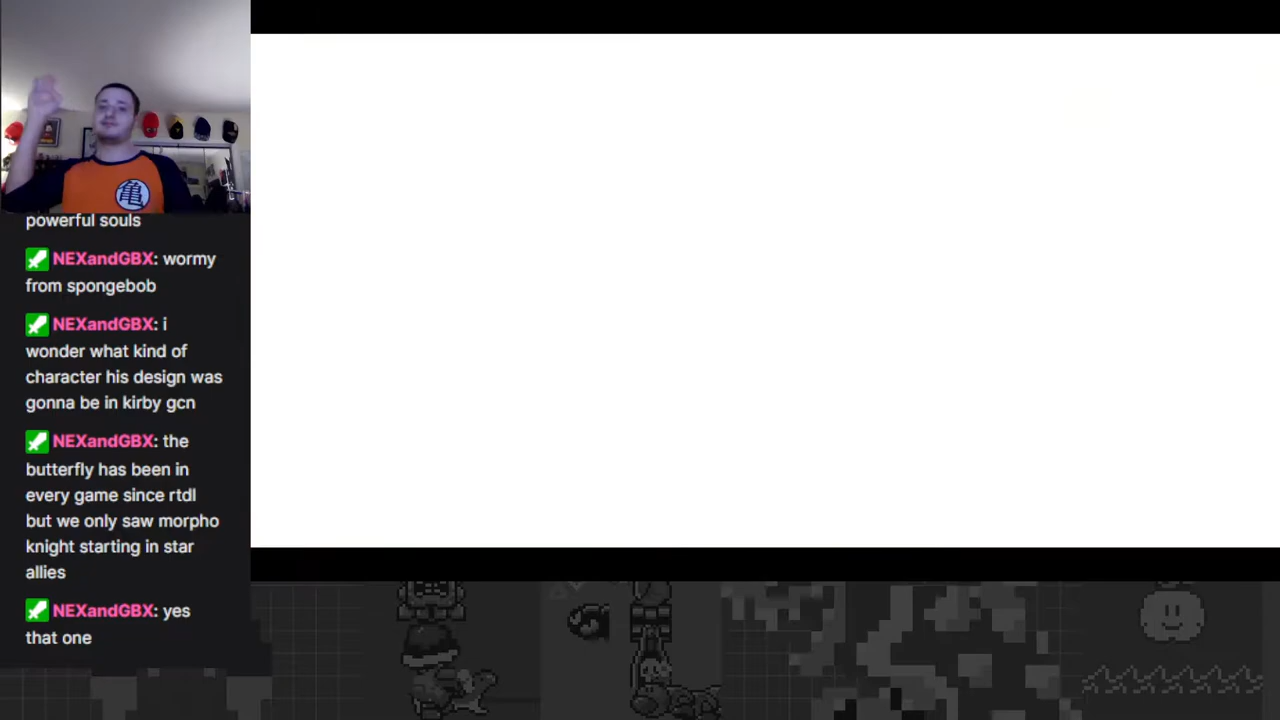 亀
powerful souls
NEXandGBX: wormy
from spongebob
NEXandGBX: i
wonder what kind of
character his design was
gonna be in kirby gcn
NEXandGBX: the
butterfly has been in
every game since rtdl
but we only saw morpho
knight starting in star
allies
NEXandGBX: yes
that one